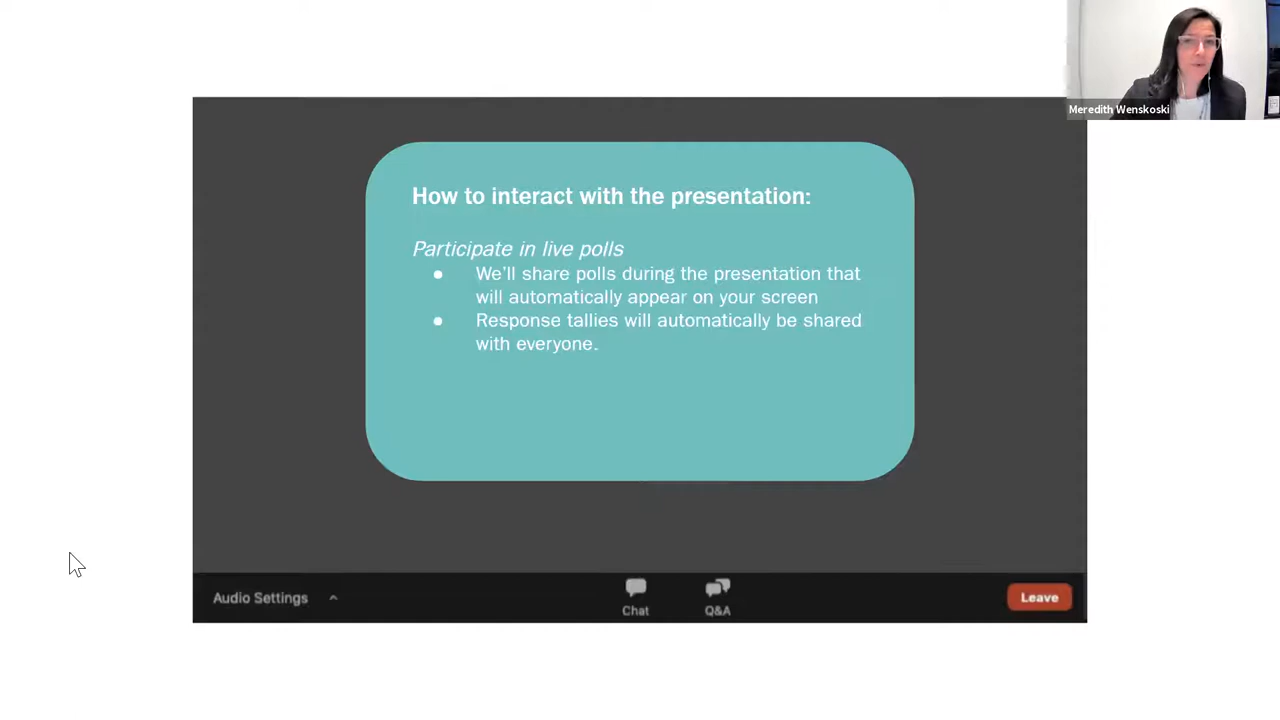 Meredith Wenskoski
How to interact with the presentation:
Participate in live polls
● We'll share polls during the presentation that
will automatically appear on your screen
● Response tallies will automatically be shared
with everyone.
Audio Settings
Chat
Q&A
Leave